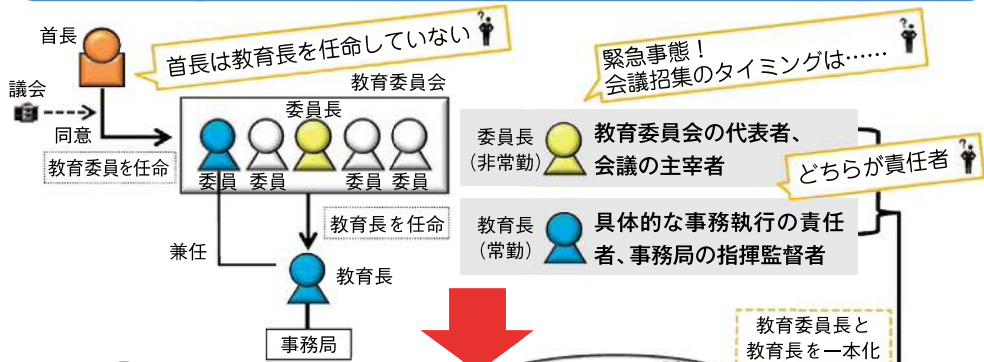 首長
首長は教育長を任命していない
?
緊急事態!
会議招集のタイミングは……
?
議会
同意
教育委員を任命
教育委員会
委員長
委員
委員
委員
委員
教育長を任命
兼任
教育長
事務局
委員長
(非常勤)
教育委員会の代表者、
会議の主宰者
どちらが責任者
?
教育長
(常勤)
具体的な事務執行の責任
者、事務局の指揮監督者
教育委員長と
教育長を一本化